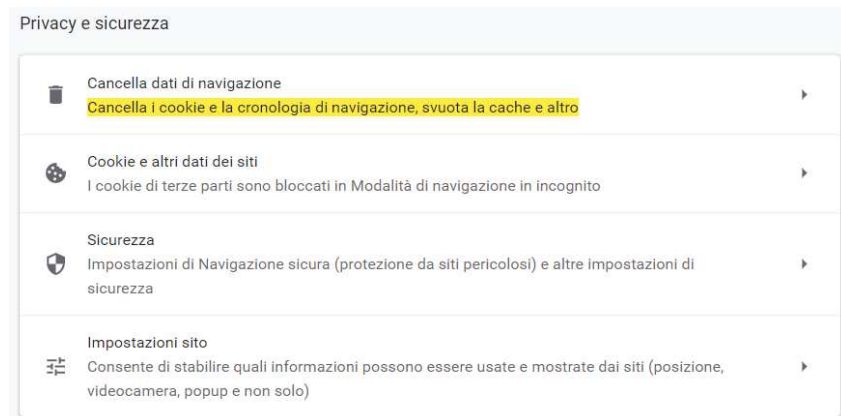 Privacy e sicurezza
Cancella dati di navigazione
Cancella i cookie e la cronologia di navigazione, svuota la cache e altro
Cookie e altri dati dei siti
I cookie di terze parti sono bloccati in Modalità di navigazione in incognito
Sicurezza
Impostazioni di Navigazione sicura (protezione da siti pericolosi) e altre impostazioni di
sicurezza
Impostazioni sito
Consente di stabilire quali informazioni possono essere usate e mostrate dai siti (posizione,
videocamera, popup e non solo)